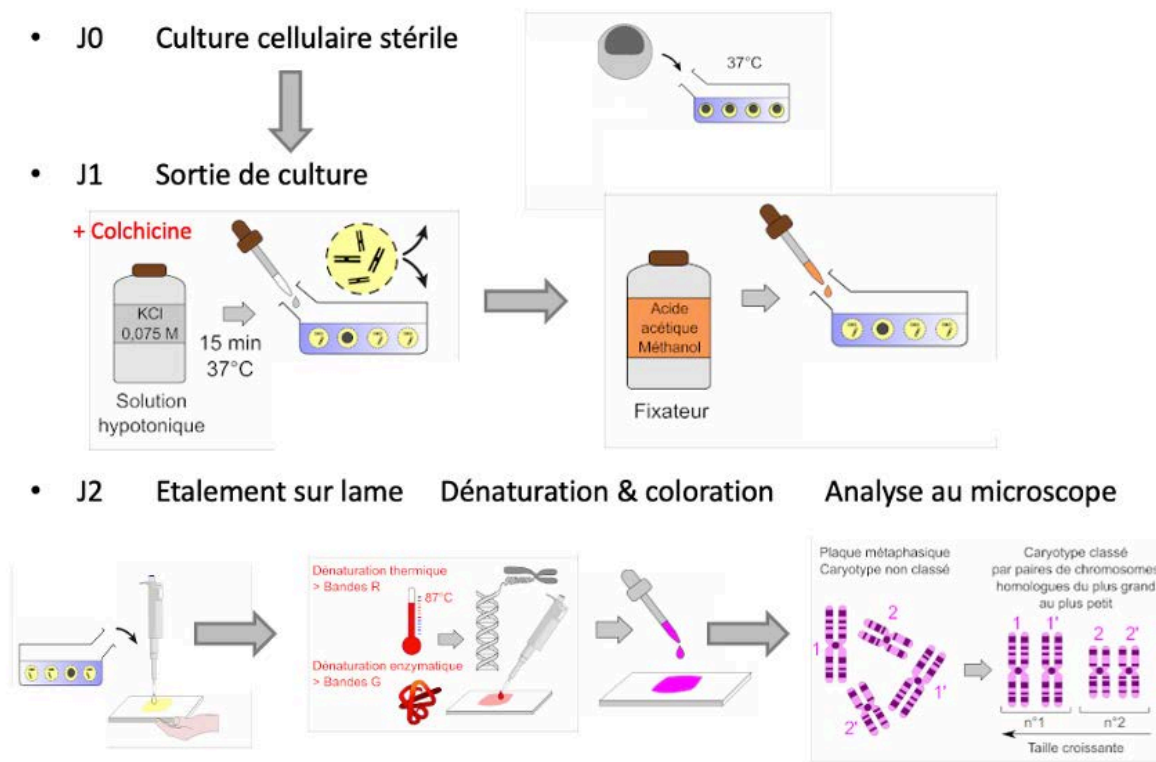 • J0 Culture cellulaire stérile
37°C
• J1 Sortie de culture
+ Colchicine
KCl
0,075 M
15 min
37°C
Solution
hypotonique
Acide
acétique
Méthanol
Fixateur
• J2 Etalement sur lame Dénaturation & coloration Analyse au microscope
Dénaturation thermique
> Bandes R
87°C
Dénaturation enzymatique
> Bandes G
Plaque métaphasique
Caryotype non classé
1
2
1'
2'
Caryotype classé
par paires de chromosomes
homologues du plus grand
au plus petit
1 1' 2 2'
n°1 n°2
Taille croissante